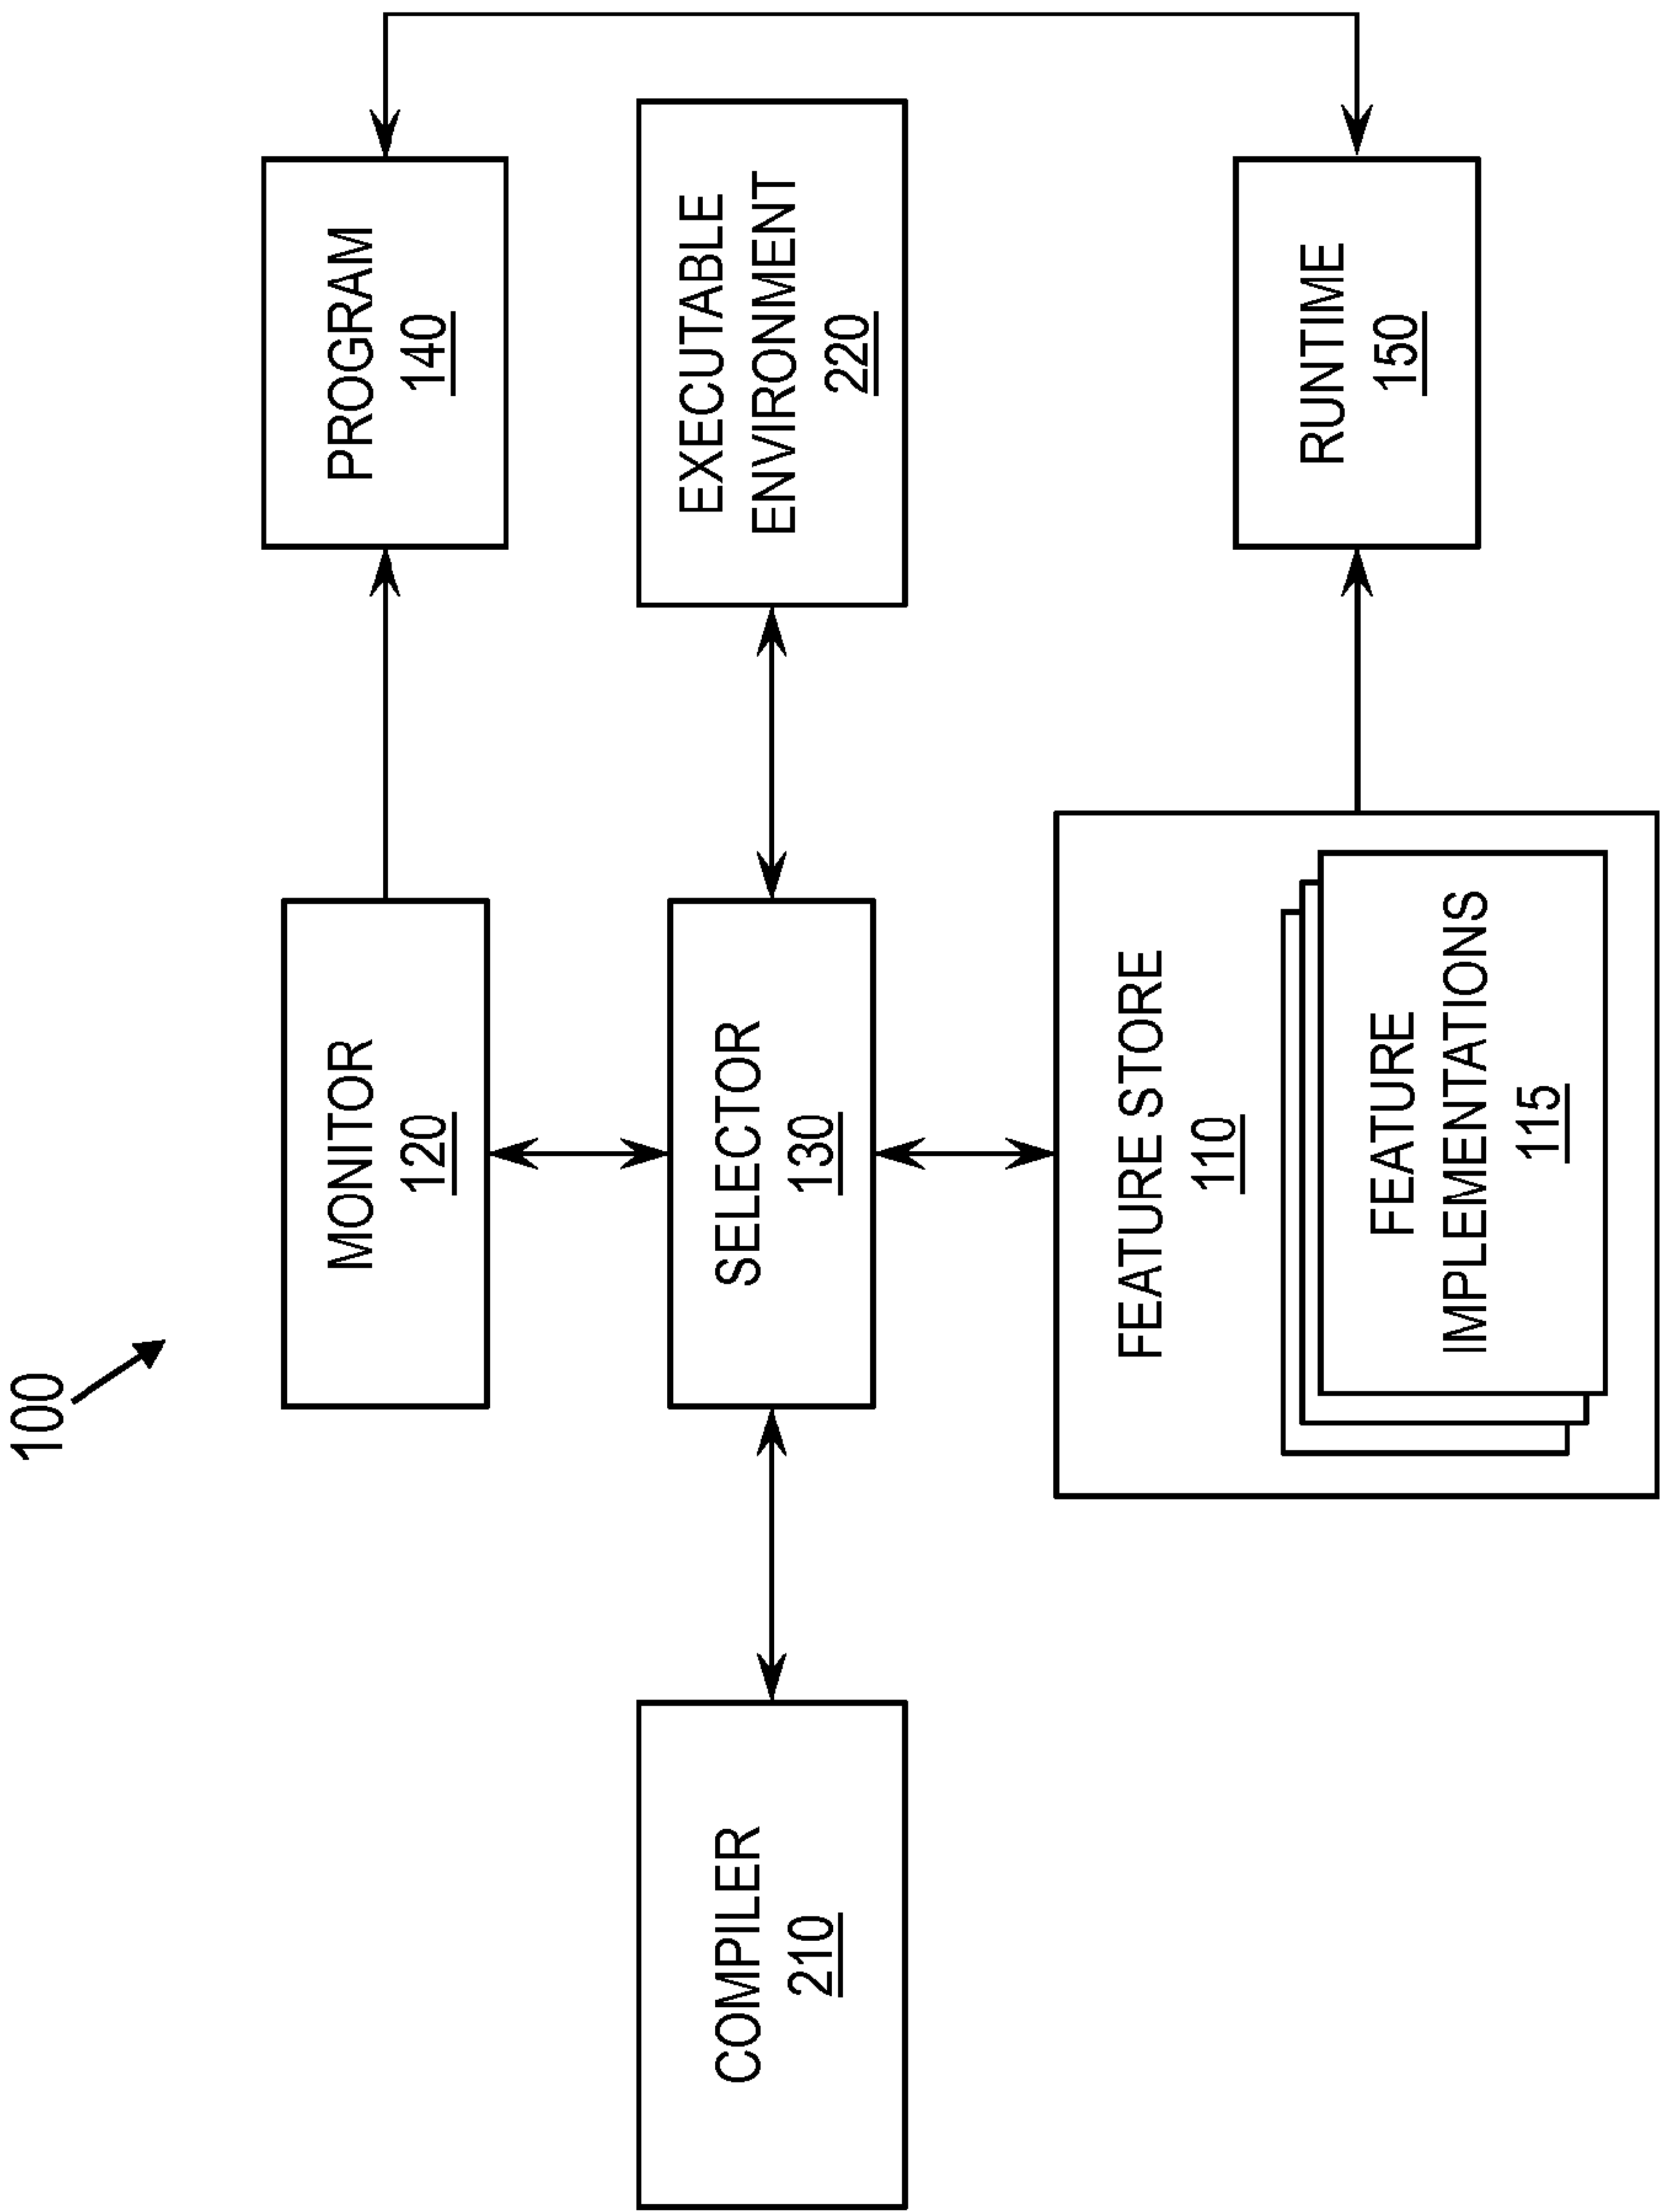 100
MONITOR
120
PROGRAM
140
COMPILER
210
SELECTOR
130
EXECUTABLE
ENVIRONMENT
220
FEATURE STORE
110
FEATURE
IMPLEMENTATIONS
115
RUNTIME
150